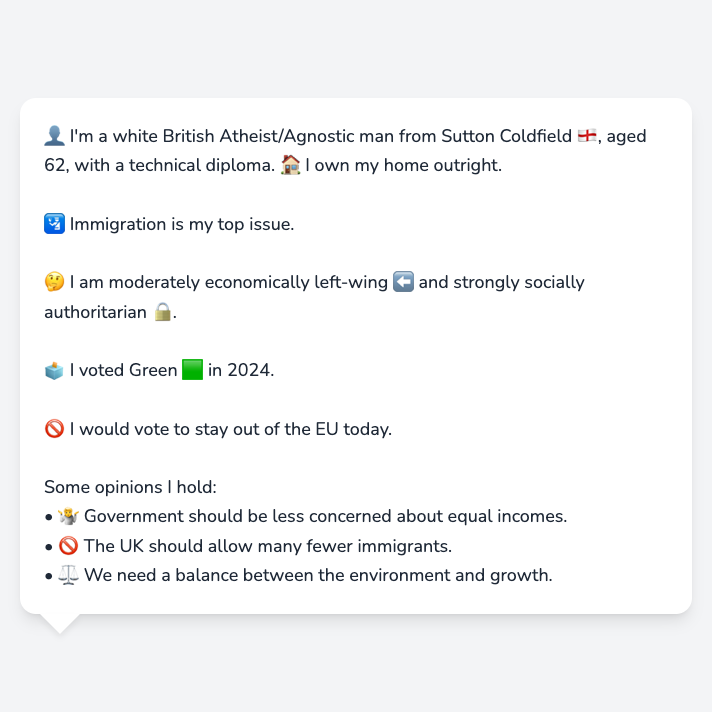 👤 I'm a white British Atheist/Agnostic man from Sutton Coldfield 🏴󠁧󠁢󠁥󠁮󠁧󠁿, aged
62, with a technical diploma. 🏠 I own my home outright.
🛂 Immigration is my top issue.
🤔 I am moderately economically left-wing ⬅️ and strongly socially
authoritarian 🔒.
🗳️ I voted Green 🟩 in 2024.
🚫 I would vote to stay out of the EU today.
Some opinions I hold:
• 🤷 Government should be less concerned about equal incomes.
• 🚫 The UK should allow many fewer immigrants.
• ⚖️ We need a balance between the environment and growth.